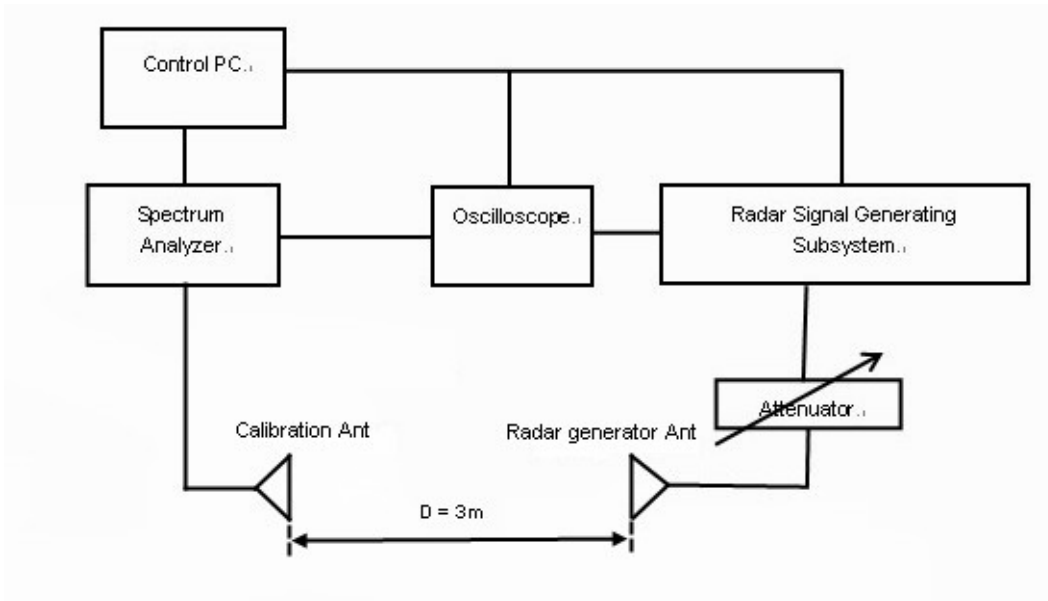 Control PC
Spectrum
Analyzer
Oscilloscope
Radar Signal Generating
Subsystem
Attenuator
Calibration Ant
Radar generator Ant
D = 3m